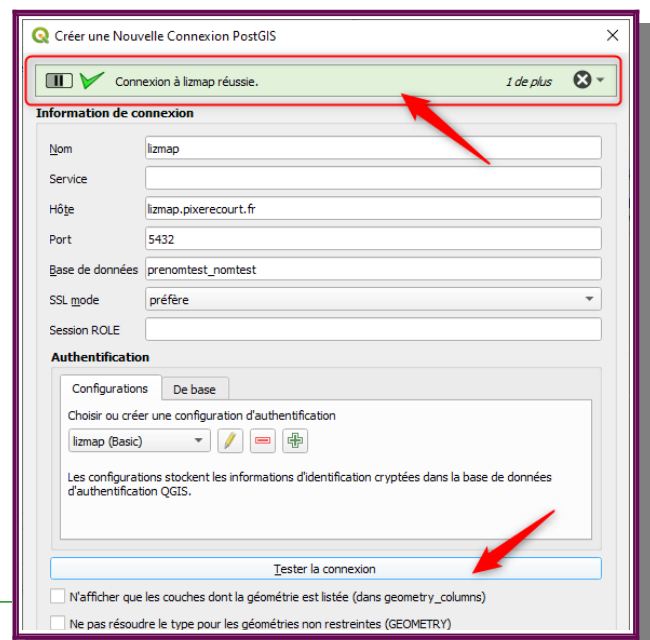 Créer une Nouvelle Connexion PostGIS
Connexion à lizmap réussie. 1 de plus
Information de connexion
Nom lizmap
Service
Hôte lizmap.pixerecourt.fr
Port 5432
Base de données prenomtest_nomtest
SSL mode préfère
Session ROLE
Authentification
Configurations De base
Choisir ou créer une configuration d'authentification
lizmap (Basic)
Les configurations stockent les informations d'identification cryptées dans la base de données
d'authentification QGIS.
Tester la connexion
N'afficher que les couches dont la géométrie est listée (dans geometry_columns)
Ne pas résoudre le type pour les géométries non restreintes (GEOMETRY)